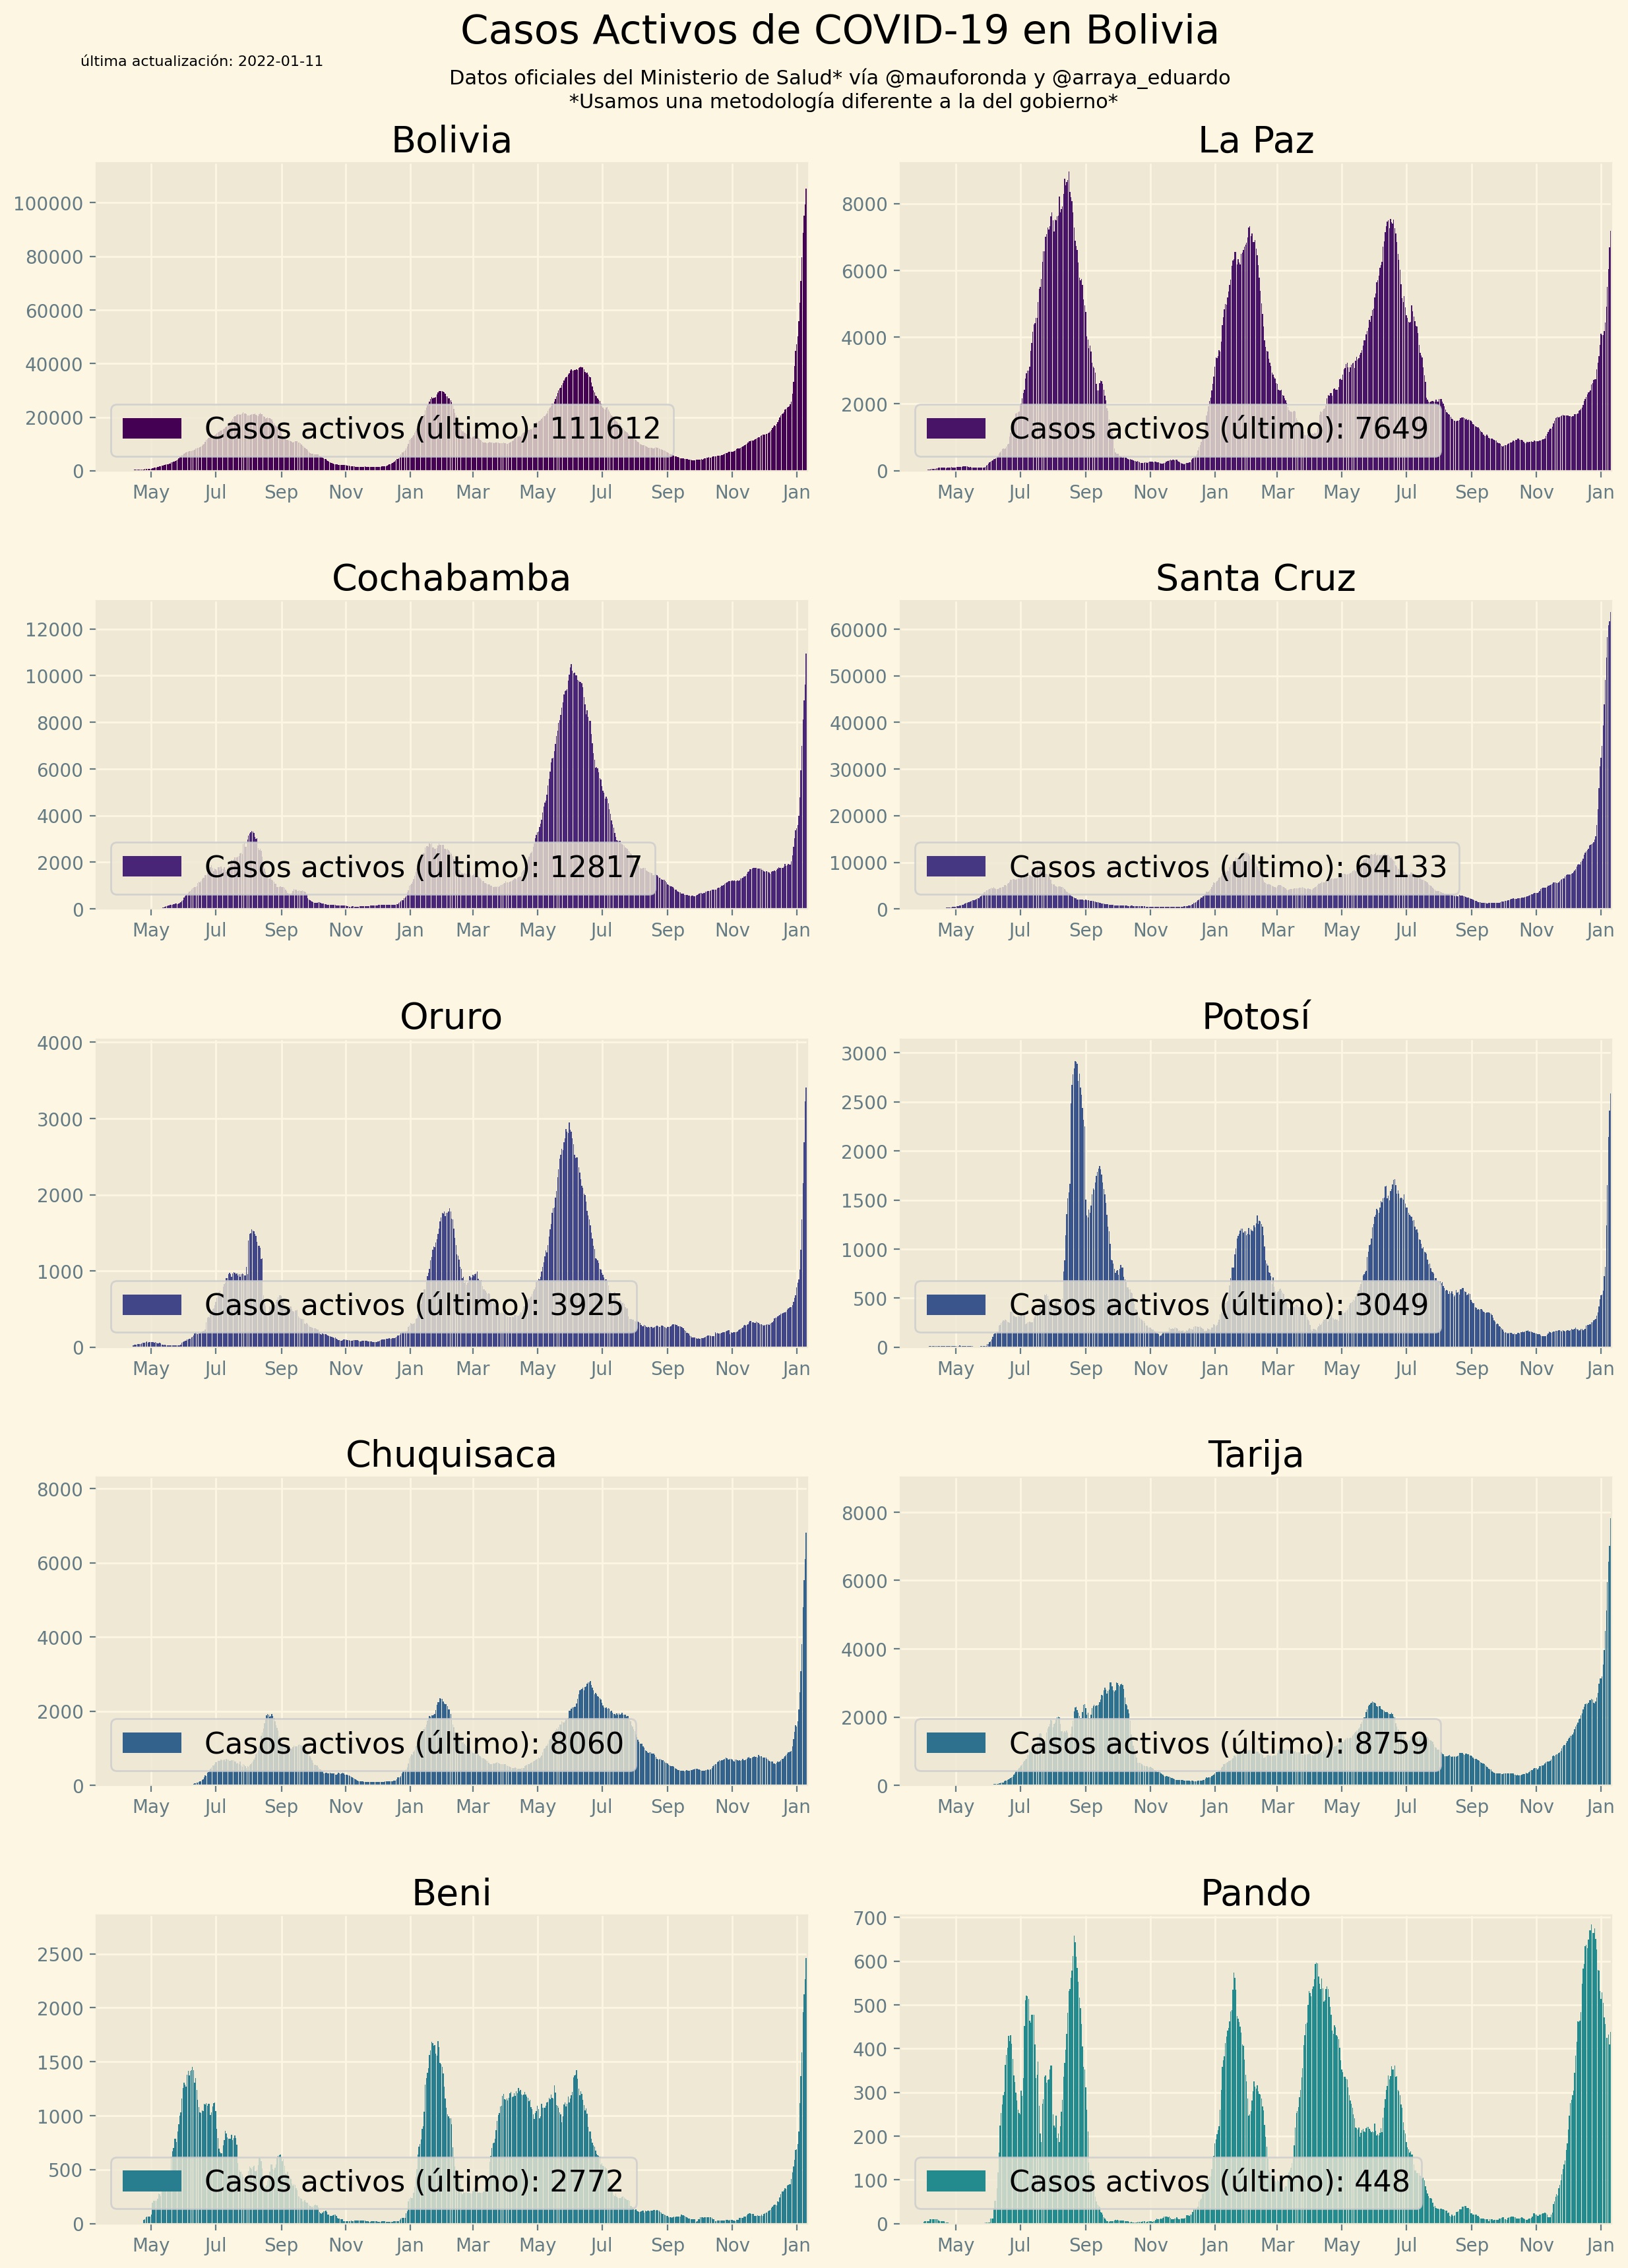 Casos Activos de COVID-19 en Bolivia
última actualización: 2022-01-11
Datos oficiales del Ministerio de Salud* vía @mauforonda y @arraya_eduardo
*Usamos una metodología diferente a la del gobierno*
Bolivia
100000
80000
60000
40000
20000
0
Casos activos (último): 111612
May Jul Sep Nov Jan Mar May Jul Sep Nov Jan
La Paz
8000
6000
4000
2000
0
Casos activos (último): 7649
May Jul Sep Nov Jan Mar May Jul Sep Nov Jan
Cochabamba
12000
10000
8000
6000
4000
2000
0
Casos activos (último): 12817
May Jul Sep Nov Jan Mar May Jul Sep Nov Jan
Santa Cruz
60000
50000
40000
30000
20000
10000
0
Casos activos (último): 64133
May Jul Sep Nov Jan Mar May Jul Sep Nov Jan
Oruro
4000
3000
2000
1000
0
Casos activos (último): 3925
May Jul Sep Nov Jan Mar May Jul Sep Nov Jan
Potosí
3000
2500
2000
1500
1000
500
0
Casos activos (último): 3049
May Jul Sep Nov Jan Mar May Jul Sep Nov Jan
Chuquisaca
8000
6000
4000
2000
0
Casos activos (último): 8060
May Jul Sep Nov Jan Mar May Jul Sep Nov Jan
Tarija
8000
6000
4000
2000
0
Casos activos (último): 8759
May Jul Sep Nov Jan Mar May Jul Sep Nov Jan
Beni
2500
2000
1500
1000
500
0
Casos activos (último): 2772
May Jul Sep Nov Jan Mar May Jul Sep Nov Jan
Pando
700
600
500
400
300
200
100
0
Casos activos (último): 448
May Jul Sep Nov Jan Mar May Jul Sep Nov Jan